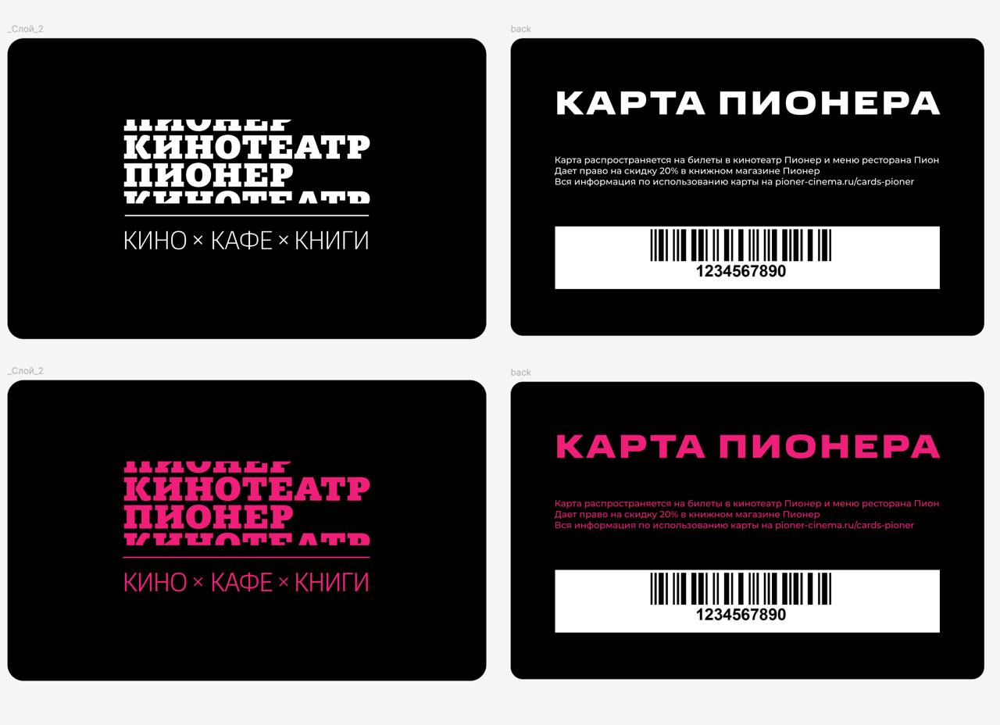 _Слой_2
ПИОНЕР
КИНОТЕАТР
ПИОНЕР
КИНОТЕАТР
КИНО × КАФЕ × КНИГИ
back
КАРТА ПИОНЕРА
Карта распространяется на билеты в кинотеатр Пионер и меню ресторана Пион
Дает право на скидку 20% в книжном магазине Пионер
Вся информация по использованию карты на pioner-cinema.ru/cards-pioner
1234567890
_Слой_2
ПИОНЕР
КИНОТЕАТР
ПИОНЕР
КИНОТЕАТР
КИНО × КАФЕ × КНИГИ
back
КАРТА ПИОНЕРА
Карта распространяется на билеты в кинотеатр Пионер и меню ресторана Пион
Дает право на скидку 20% в книжном магазине Пионер
Вся информация по использованию карты на pioner-cinema.ru/cards-pioner
1234567890